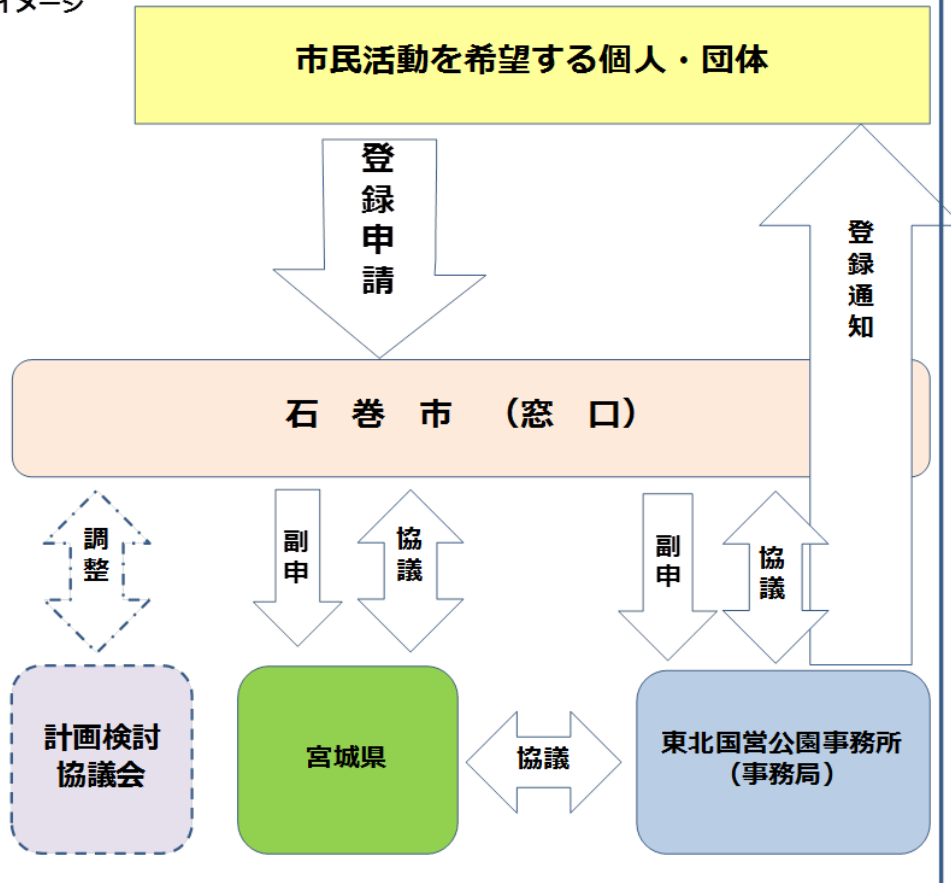 イメージ
市民活動を希望する個人・団体
登録申請
登録通知
石 巻 市 （窓 口）
調整
副申
協議
副申
協議
計画検討
協議会
宮城県
協議
東北国営公園事務所
（事務局）